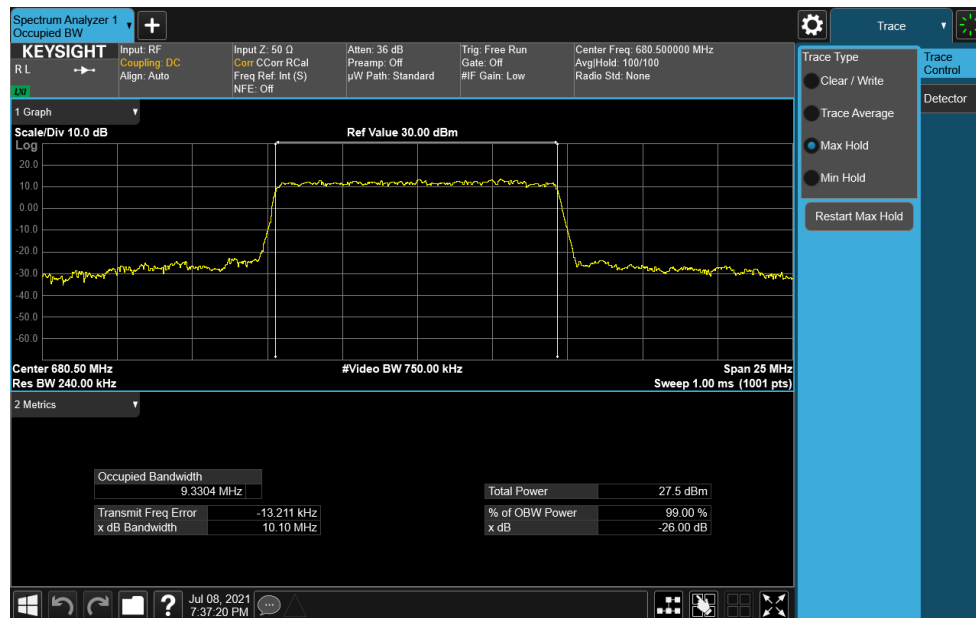 Spectrum Analyzer 1
Occupied BW
Trace
KEYSIGHT
R L
LXI
Input: RF
Coupling: DC
Align: Auto
Input Z: 50 Ω
Corr CCorr RCal
Freq Ref: Int (S)
NFE: Off
Atten: 36 dB
Preamp: Off
µW Path: Standard
Trig: Free Run
Gate: Off
#IF Gain: Low
Center Freq: 680.500000 MHz
Avg|Hold: 100/100
Radio Std: None
1 Graph
Scale/Div 10.0 dB
Ref Value 30.00 dBm
Log
20.0
10.0
0.00
-10.0
-20.0
-30.0
-40.0
-50.0
-60.0
Center 680.50 MHz
#Video BW 750.00 kHz
Span 25 MHz
Res BW 240.00 kHz
Sweep 1.00 ms (1001 pts)
2 Metrics
Occupied Bandwidth
9.3304 MHz
Transmit Freq Error -13.211 kHz
x dB Bandwidth 10.10 MHz
Total Power 27.5 dBm
% of OBW Power 99.00 %
x dB -26.00 dB
Trace Type
Clear / Write
Trace Average
Max Hold
Min Hold
Restart Max Hold
Trace
Control
Detector
?
Jul 08, 2021
7:37:20 PM